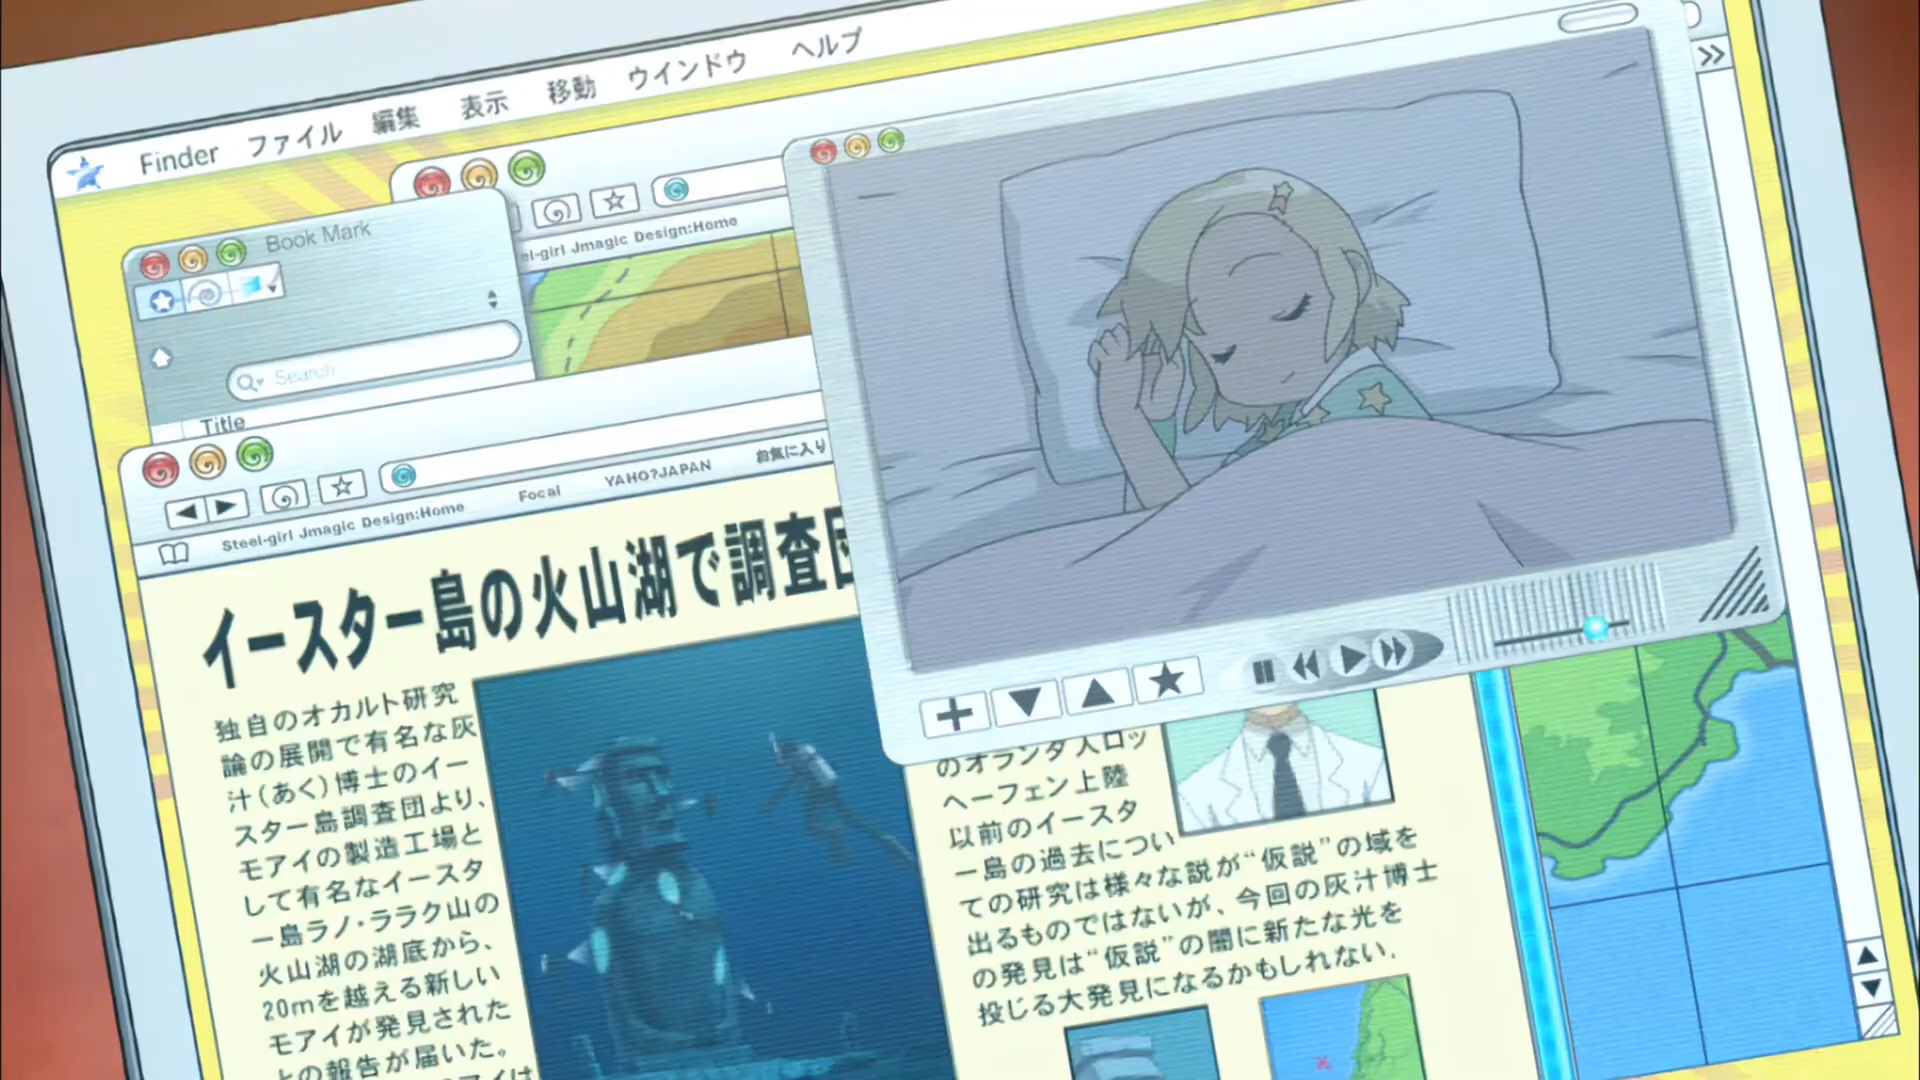 Finder ファイル 編集 表示 移動 ウインドウ ヘルプ
Book Mark
Search
Title
el-girl Jmagic Design:Home
Steel-girl Jmagic Design:Home Focal YAHO?JAPAN お気に入り
イースター島の火山湖で調査団
独自のオカルト研究
論の展開で有名な灰
汁(あく)博士のイー
スター島調査団より、
モアイの製造工場と
して有名なイースタ
ー島ラノ・ララク山の
火山湖の湖底から、
20mを越える新しい
モアイが発見された
との報告が届いた。
のオランダ人ロッ
ヘーフェン上陸
以前のイースタ
ー島の過去につい
ての研究は様々な説が“仮説”の域を
出るものではないが、今回の灰汁博士
の発見は“仮説”の闇に新たな光を
投じる大発見になるかもしれない.